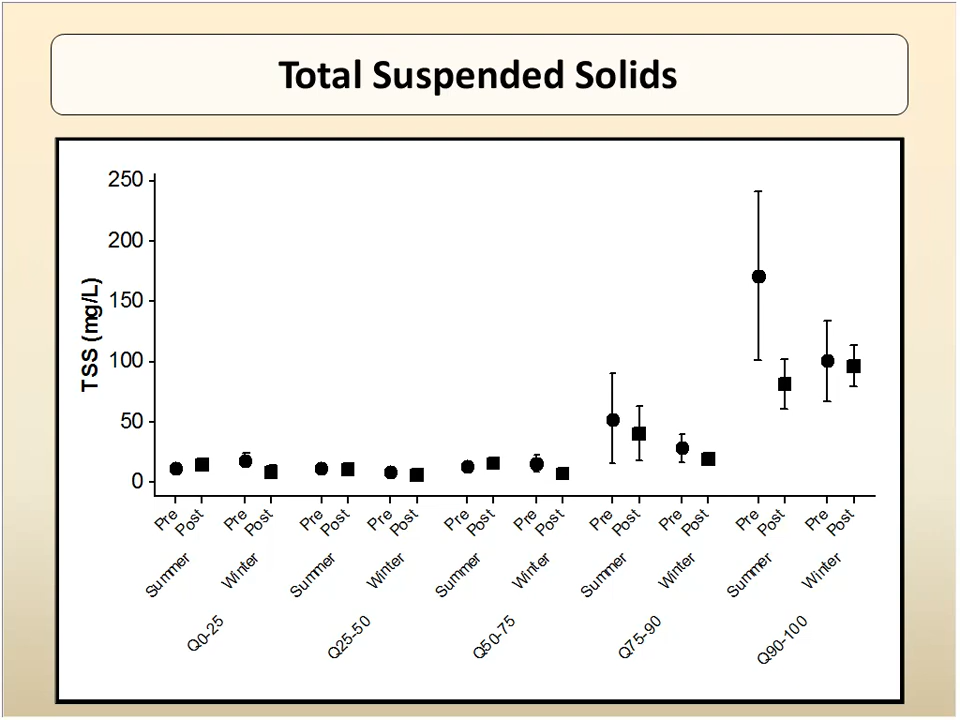 Total Suspended Solids
TSS (mg/L)
250
200
150
100
50
0
Pre Post Pre Post Pre Post Pre Post Pre Post Pre Post Pre Post Pre Post Pre Post Pre Post
Summer Winter Summer Winter Summer Winter Summer Winter Summer Winter
Q0-25 Q25-50 Q50-75 Q75-90 Q90-100